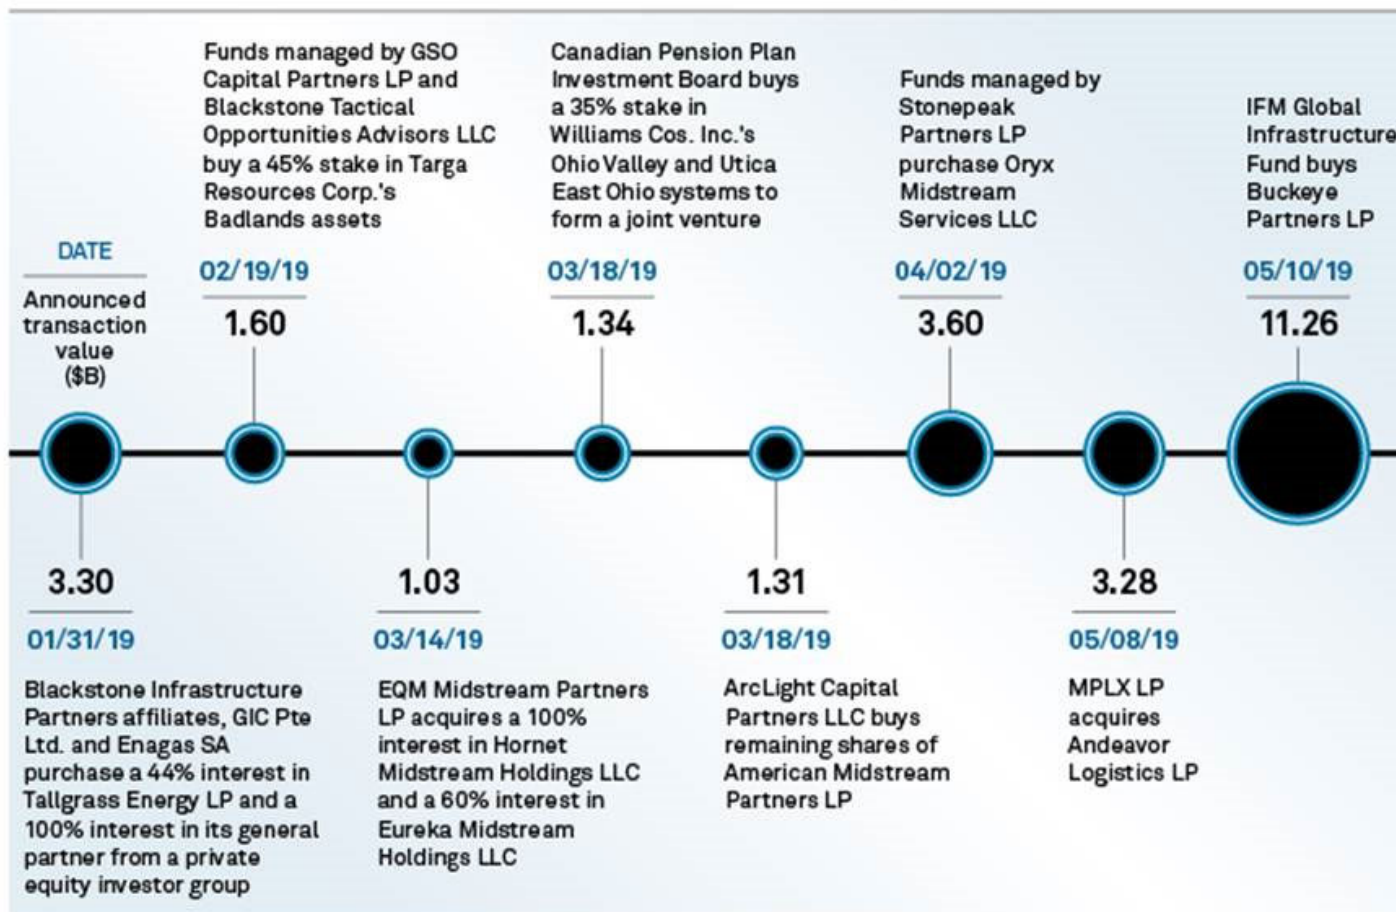 DATE
Announced
transaction
value
($B)
3.30
01/31/19
Blackstone Infrastructure
Partners affiliates, GIC Pte
Ltd. and Enagas SA
purchase a 44% interest in
Tallgrass Energy LP and a
100% interest in its general
partner from a private
equity investor group
Funds managed by GSO
Capital Partners LP and
Blackstone Tactical
Opportunities Advisors LLC
buy a 45% stake in Targa
Resources Corp.'s
Badlands assets
02/19/19
1.60
1.03
03/14/19
EQM Midstream Partners
LP acquires a 100%
interest in Hornet
Midstream Holdings LLC
and a 60% interest in
Eureka Midstream
Holdings LLC
Canadian Pension Plan
Investment Board buys
a 35% stake in
Williams Cos. Inc.'s
Ohio Valley and Utica
East Ohio systems to
form a joint venture
03/18/19
1.34
1.31
03/18/19
ArcLight Capital
Partners LLC buys
remaining shares of
American Midstream
Partners LP
Funds managed by
Stonepeak
Partners LP
purchase Oryx
Midstream
Services LLC
04/02/19
3.60
3.28
05/08/19
MPLX LP
acquires
Andeavor
Logistics LP
IFM Global
Infrastructure
Fund buys
Buckeye
Partners LP
05/10/19
11.26